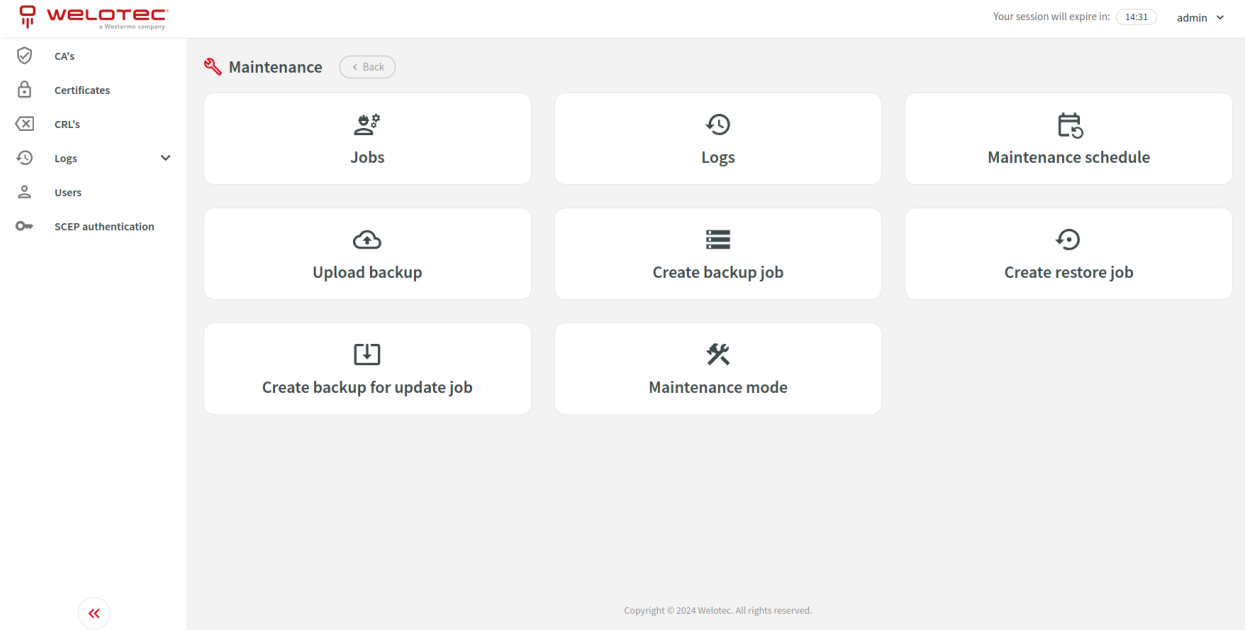 WELOTEC
a Westermo company
Your session will expire in: 14:31 admin
CA's
Certificates
CRL's
Logs
Users
SCEP authentication
Maintenance
Back
Jobs
Logs
Maintenance schedule
Upload backup
Create backup job
Create restore job
Create backup for update job
Maintenance mode
Copyright © 2024 Welotec. All rights reserved.